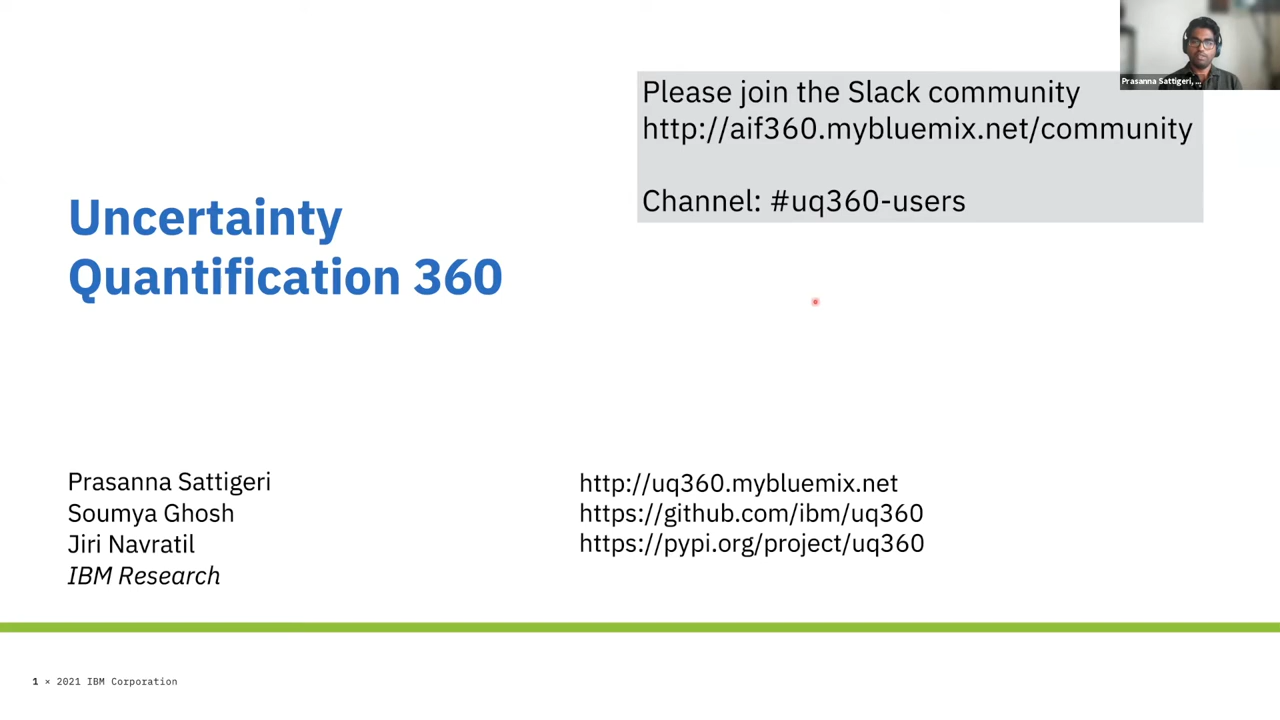 Prasanna Sattigeri, ...
Please join the Slack community
http://aif360.mybluemix.net/community
Channel: #uq360-users
Uncertainty
Quantification 360
Prasanna Sattigeri
Soumya Ghosh
Jiri Navratil
IBM Research
http://uq360.mybluemix.net
https://github.com/ibm/uq360
https://pypi.org/project/uq360
1 × 2021 IBM Corporation